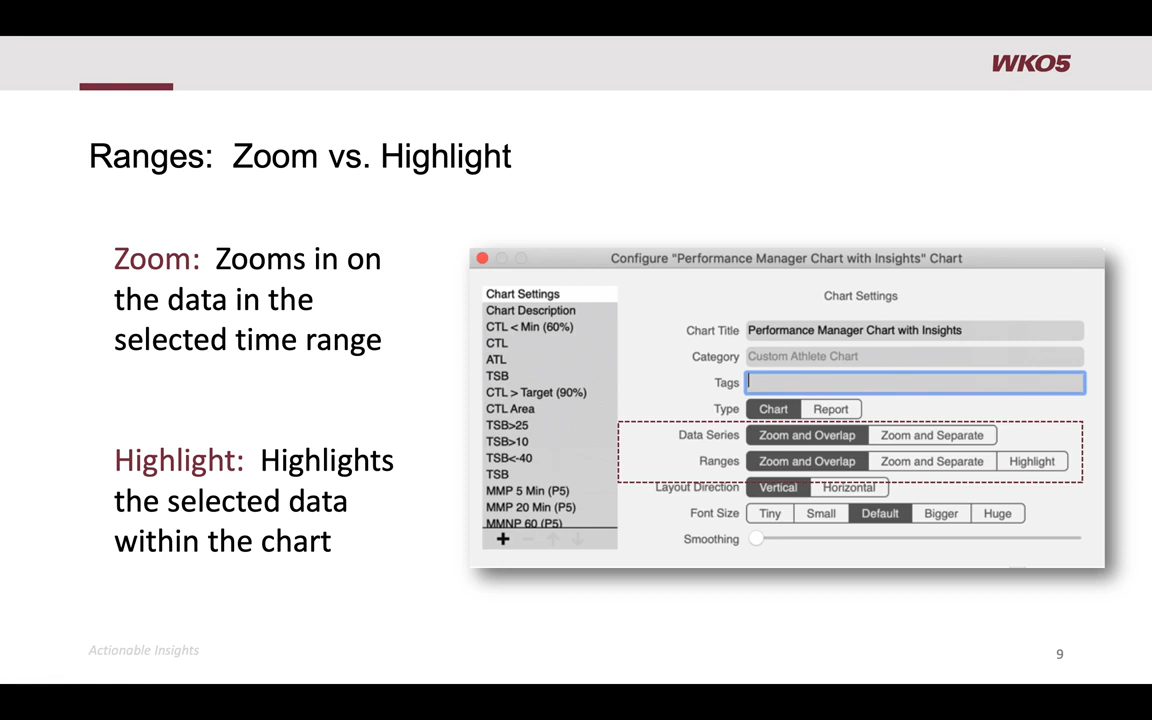 WKO5
Ranges:  Zoom vs. Highlight
Zoom:  Zooms in on
the data in the
selected time range
Highlight:  Highlights
the selected data
within the chart
Configure "Performance Manager Chart with Insights" Chart
Chart Settings
Chart Description
CTL < Min (60%)
CTL
ATL
TSB
CTL > Target (90%)
CTL Area
TSB>25
TSB>10
TSB<-40
TSB
MMP 5 Min (P5)
MMP 20 Min (P5)
MMNP 60 (P5)
Chart Settings
Chart Title Performance Manager Chart with Insights
Category Custom Athlete Chart
Tags
Type Chart Report
Data Series Zoom and Overlap Zoom and Separate
Ranges Zoom and Overlap Zoom and Separate Highlight
Layout Direction Vertical Horizontal
Font Size Tiny Small Default Bigger Huge
Smoothing
Actionable Insights
9